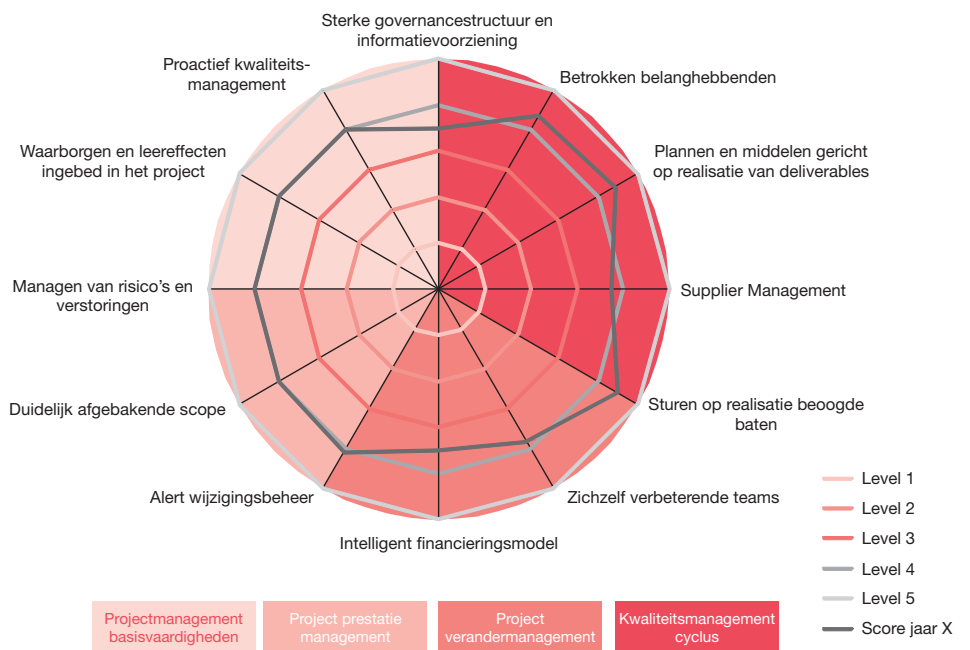 Sterke governancestructuur en
informatievoorziening
Proactief kwaliteits-
management
Betrokken belanghebbenden
Waarborgen en leereffecten
ingebed in het project
Plannen en middelen gericht
op realisatie van deliverables
Managen van risico's en
verstoringen
Supplier Management
Duidelijk afgebakende scope
Sturen op realisatie beoogde
baten
Alert wijzigingsbeheer
Zichzelf verbeterende teams
Intelligent financieringsmodel
Level 1
Level 2
Level 3
Level 4
Level 5
Score jaar X
Projectmanagement
basisvaardigheden
Project prestatie
management
Project
verandermanagement
Kwaliteitsmanagement
cyclus